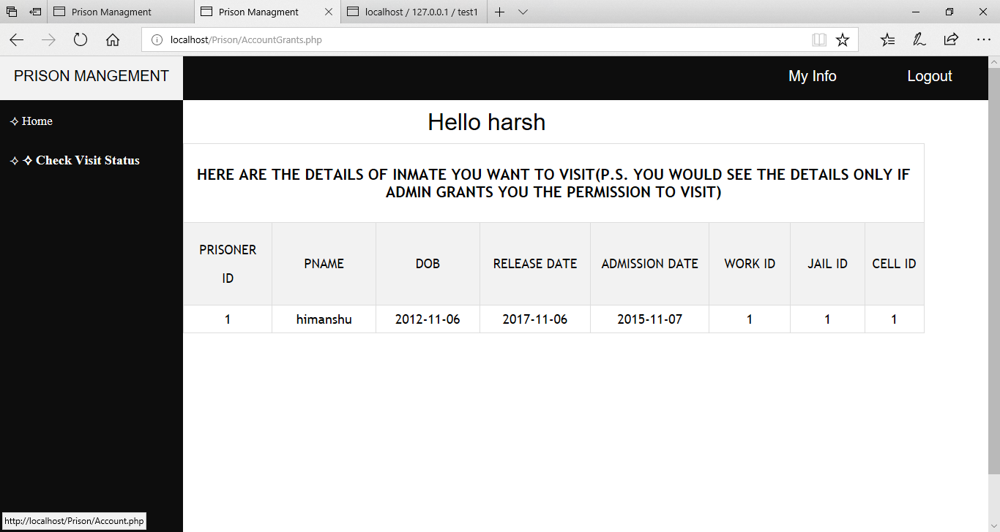 Prison Managment
Prison Managment
localhost / 127.0.0.1 / test1
localhost/Prison/AccountGrants.php
PRISON MANGEMENT
My Info
Logout
✧ Home
✧ ✧ Check Visit Status
Hello harsh
HERE ARE THE DETAILS OF INMATE YOU WANT TO VISIT(P.S. YOU WOULD SEE THE DETAILS ONLY IF
ADMIN GRANTS YOU THE PERMISSION TO VISIT)
PRISONER
ID
PNAME
DOB
RELEASE DATE
ADMISSION DATE
WORK ID
JAIL ID
CELL ID
1
himanshu
2012-11-06
2017-11-06
2015-11-07
1
1
1
http://localhost/Prison/Account.php